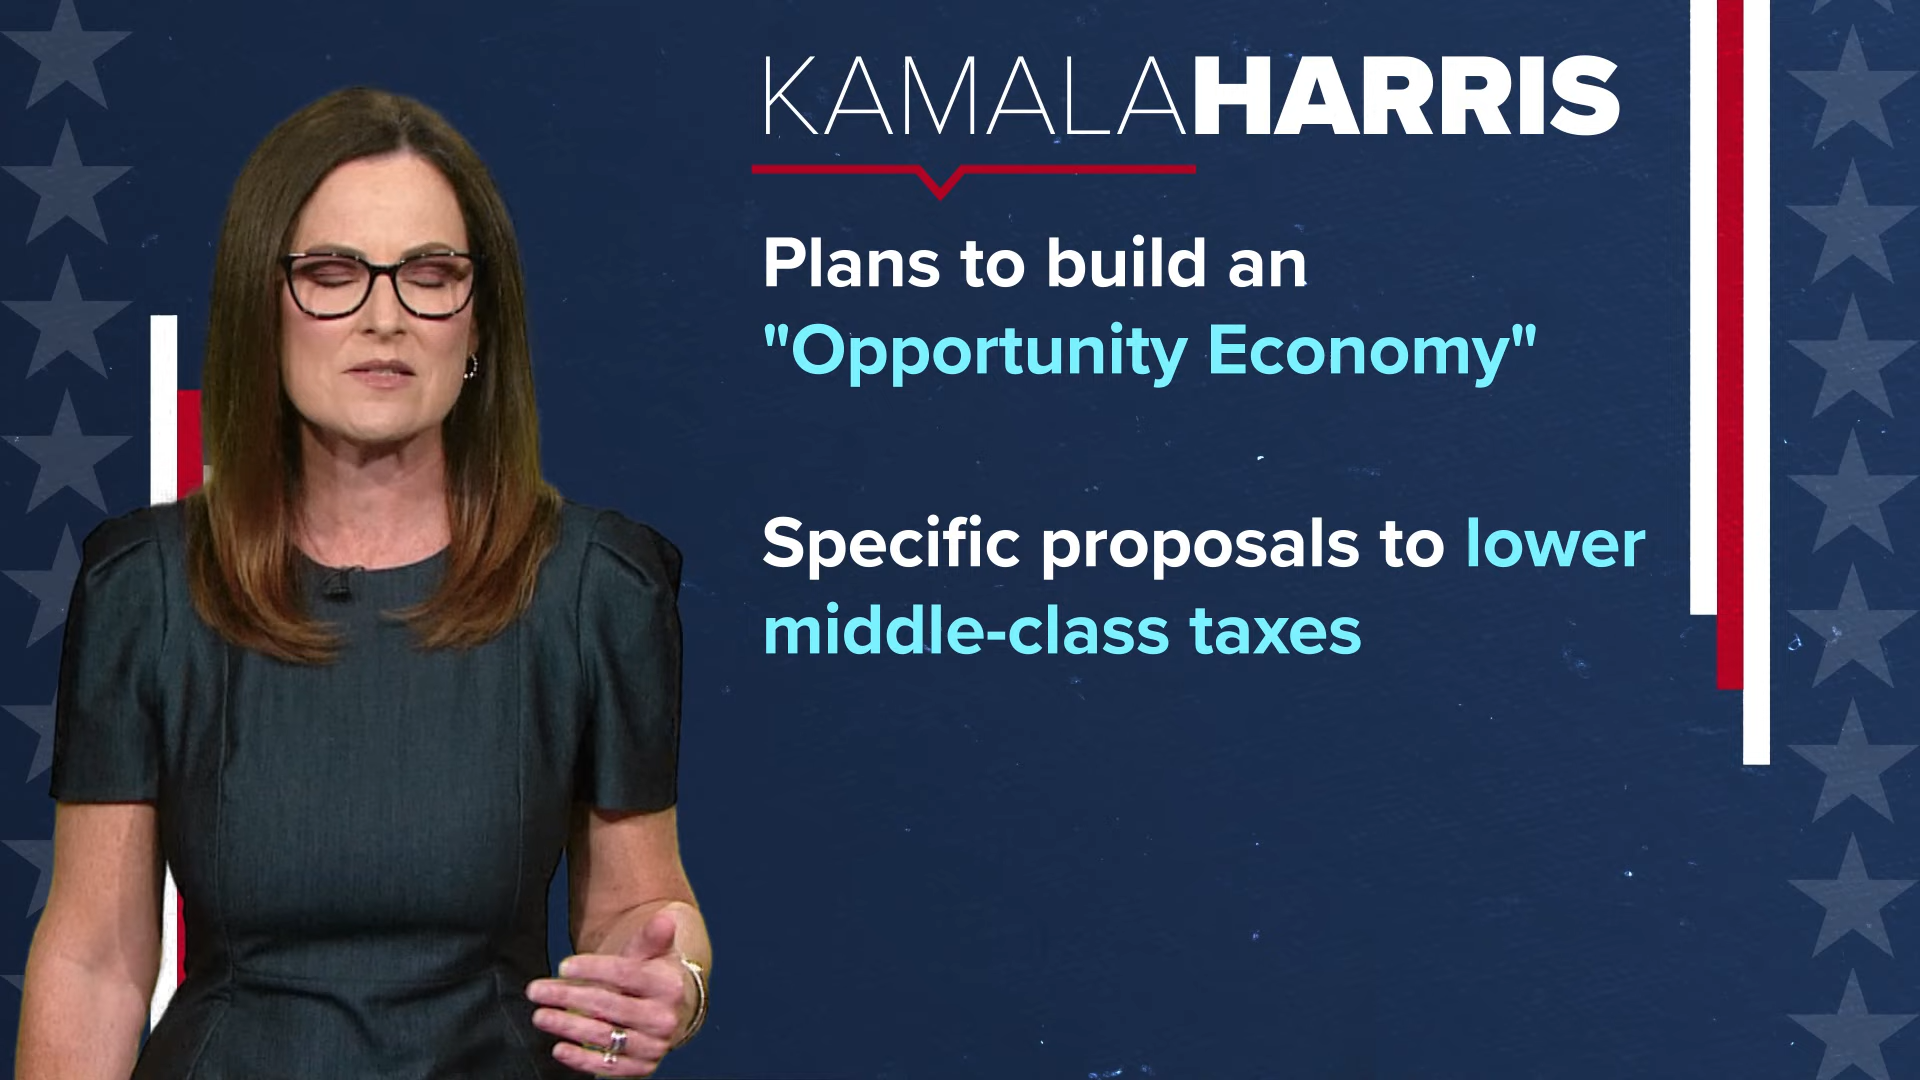 KAMALAHARRIS
Plans to build an
"Opportunity Economy"
Specific proposals to lower
middle-class taxes